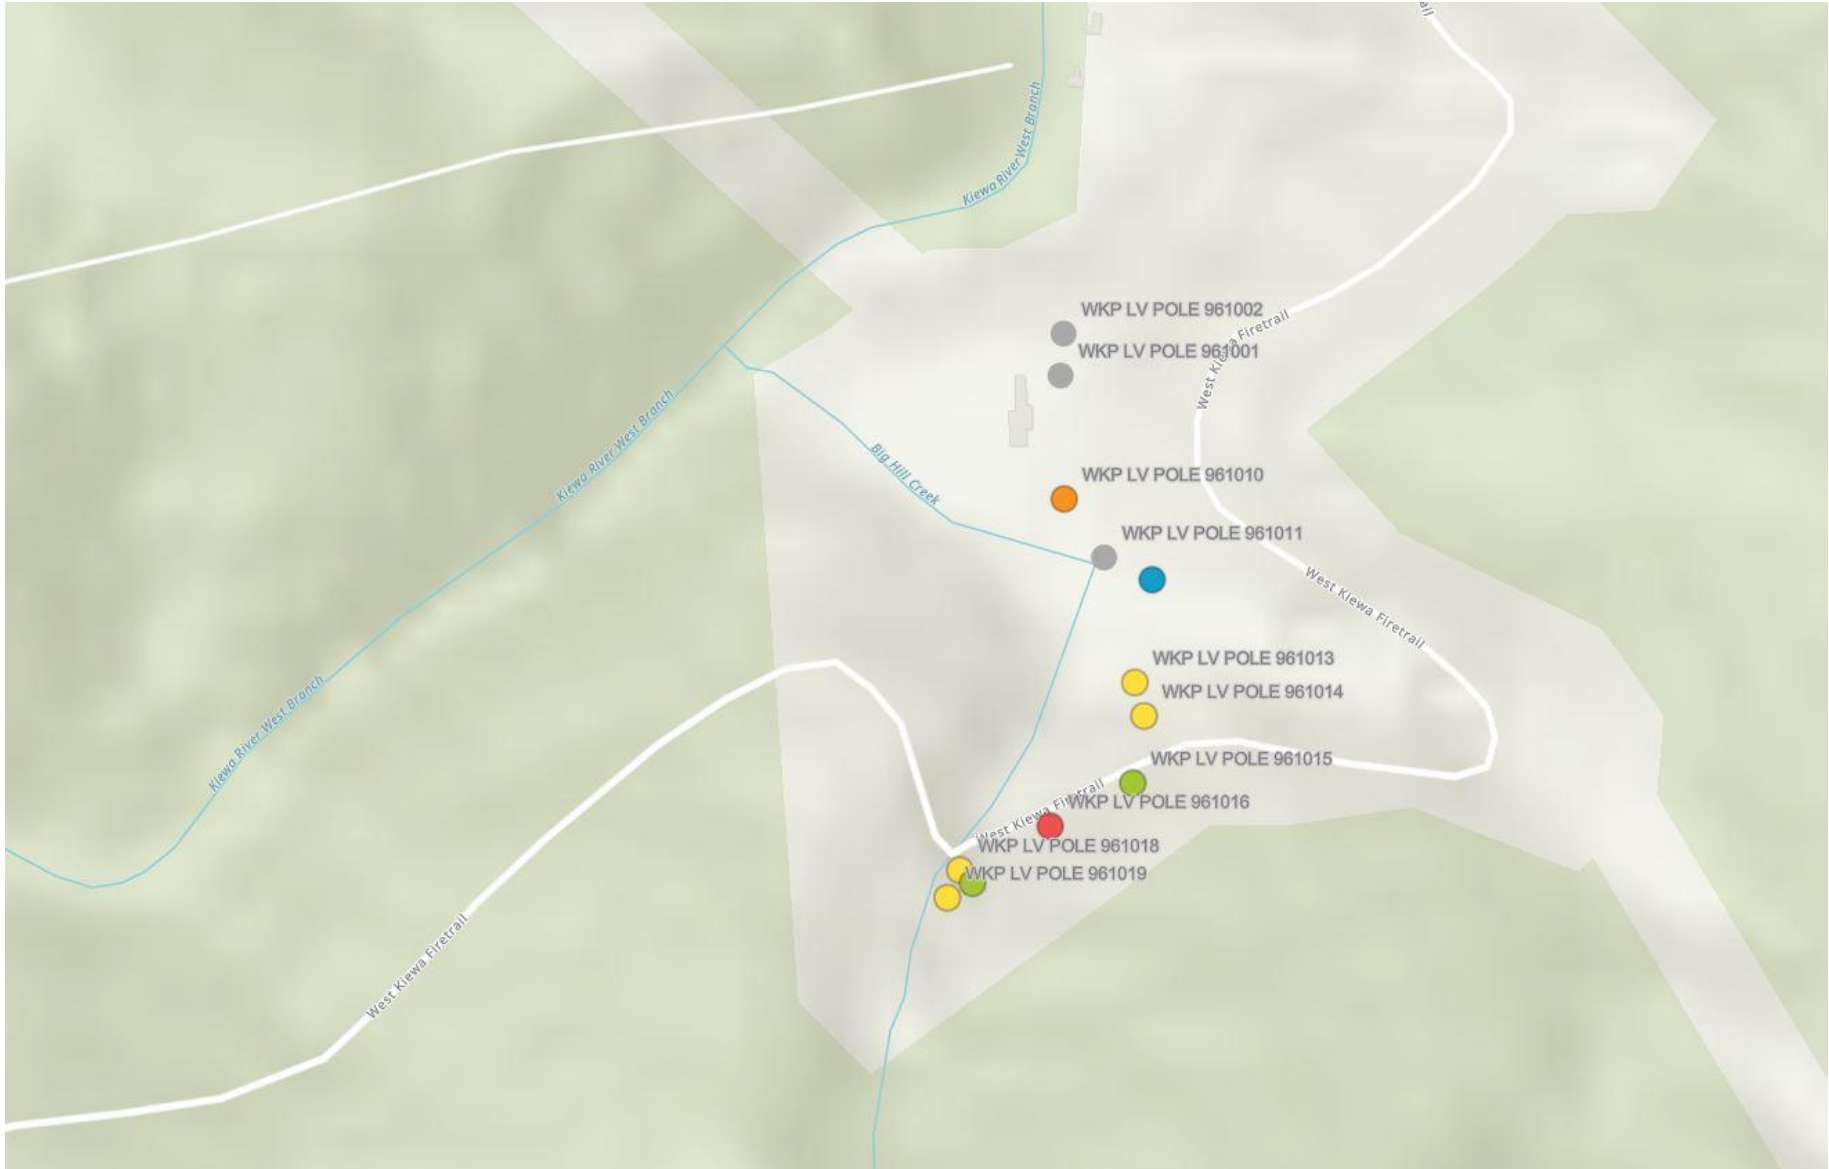 ail
Kiewa River West Branch
WKP LV POLE 961002
West Kiewa Firetrail
WKP LV POLE 961001
Kiewa River West Branch
Big Hill Creek
WKP LV POLE 961010
WKP LV POLE 961011
West Kiewa Firetrail
WKP LV POLE 961013
WKP LV POLE 961014
Kiewa River West Branch
WKP LV POLE 961015
West Kiewa Firetrail
WKP LV POLE 961016
WKP LV POLE 961018
WKP LV POLE 961019
West Kiewa Firetrail